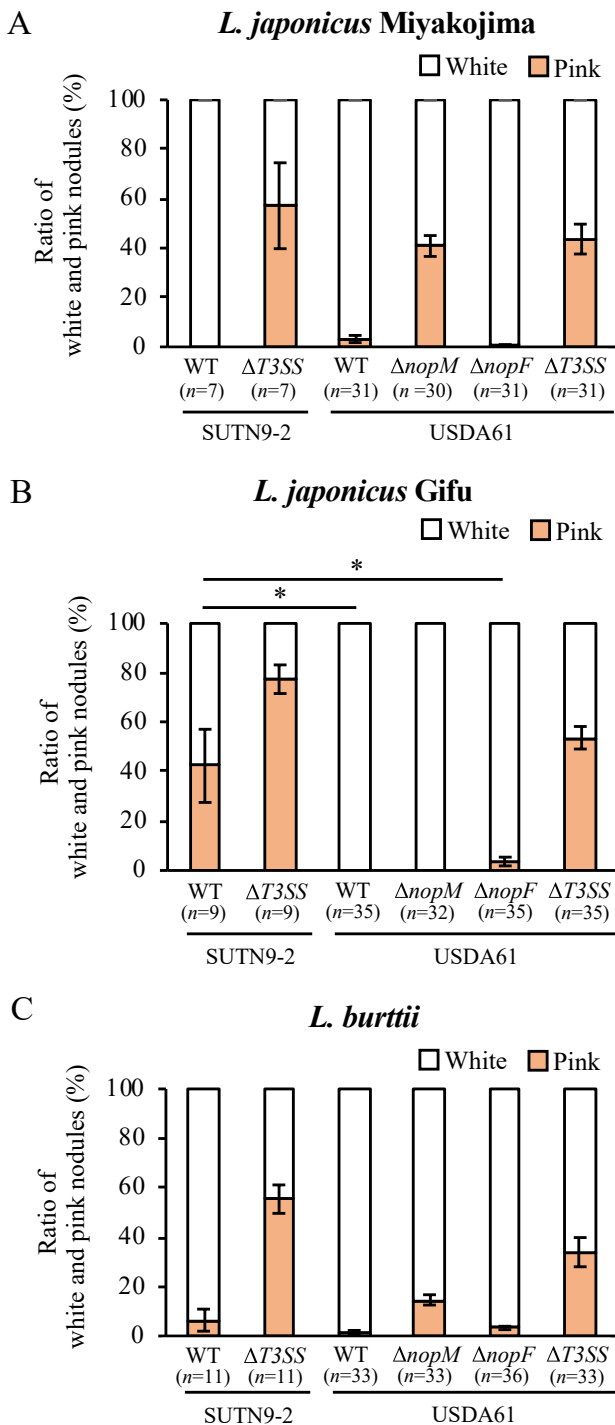 A
L. japonicus Miyakojima
White Pink
Ratio of
white and pink nodules (%)
100
80
60
40
20
0
WT ΔT3SS WT ΔnopM ΔnopF ΔT3SS
(n=7) (n=7) (n=31) (n =30) (n=31) (n=31)
SUTN9-2 USDA61
B
L. japonicus Gifu
White Pink
* 
*
Ratio of
white and pink nodules (%)
100
80
60
40
20
0
WT ΔT3SS WT ΔnopM ΔnopF ΔT3SS
(n=9) (n=9) (n=35) (n=32) (n=35) (n=35)
SUTN9-2 USDA61
C
L. burttii
White Pink
Ratio of
white and pink nodules (%)
100
80
60
40
20
0
WT ΔT3SS WT ΔnopM ΔnopF ΔT3SS
(n=11) (n=11) (n=33) (n=33) (n=36) (n=33)
SUTN9-2 USDA61